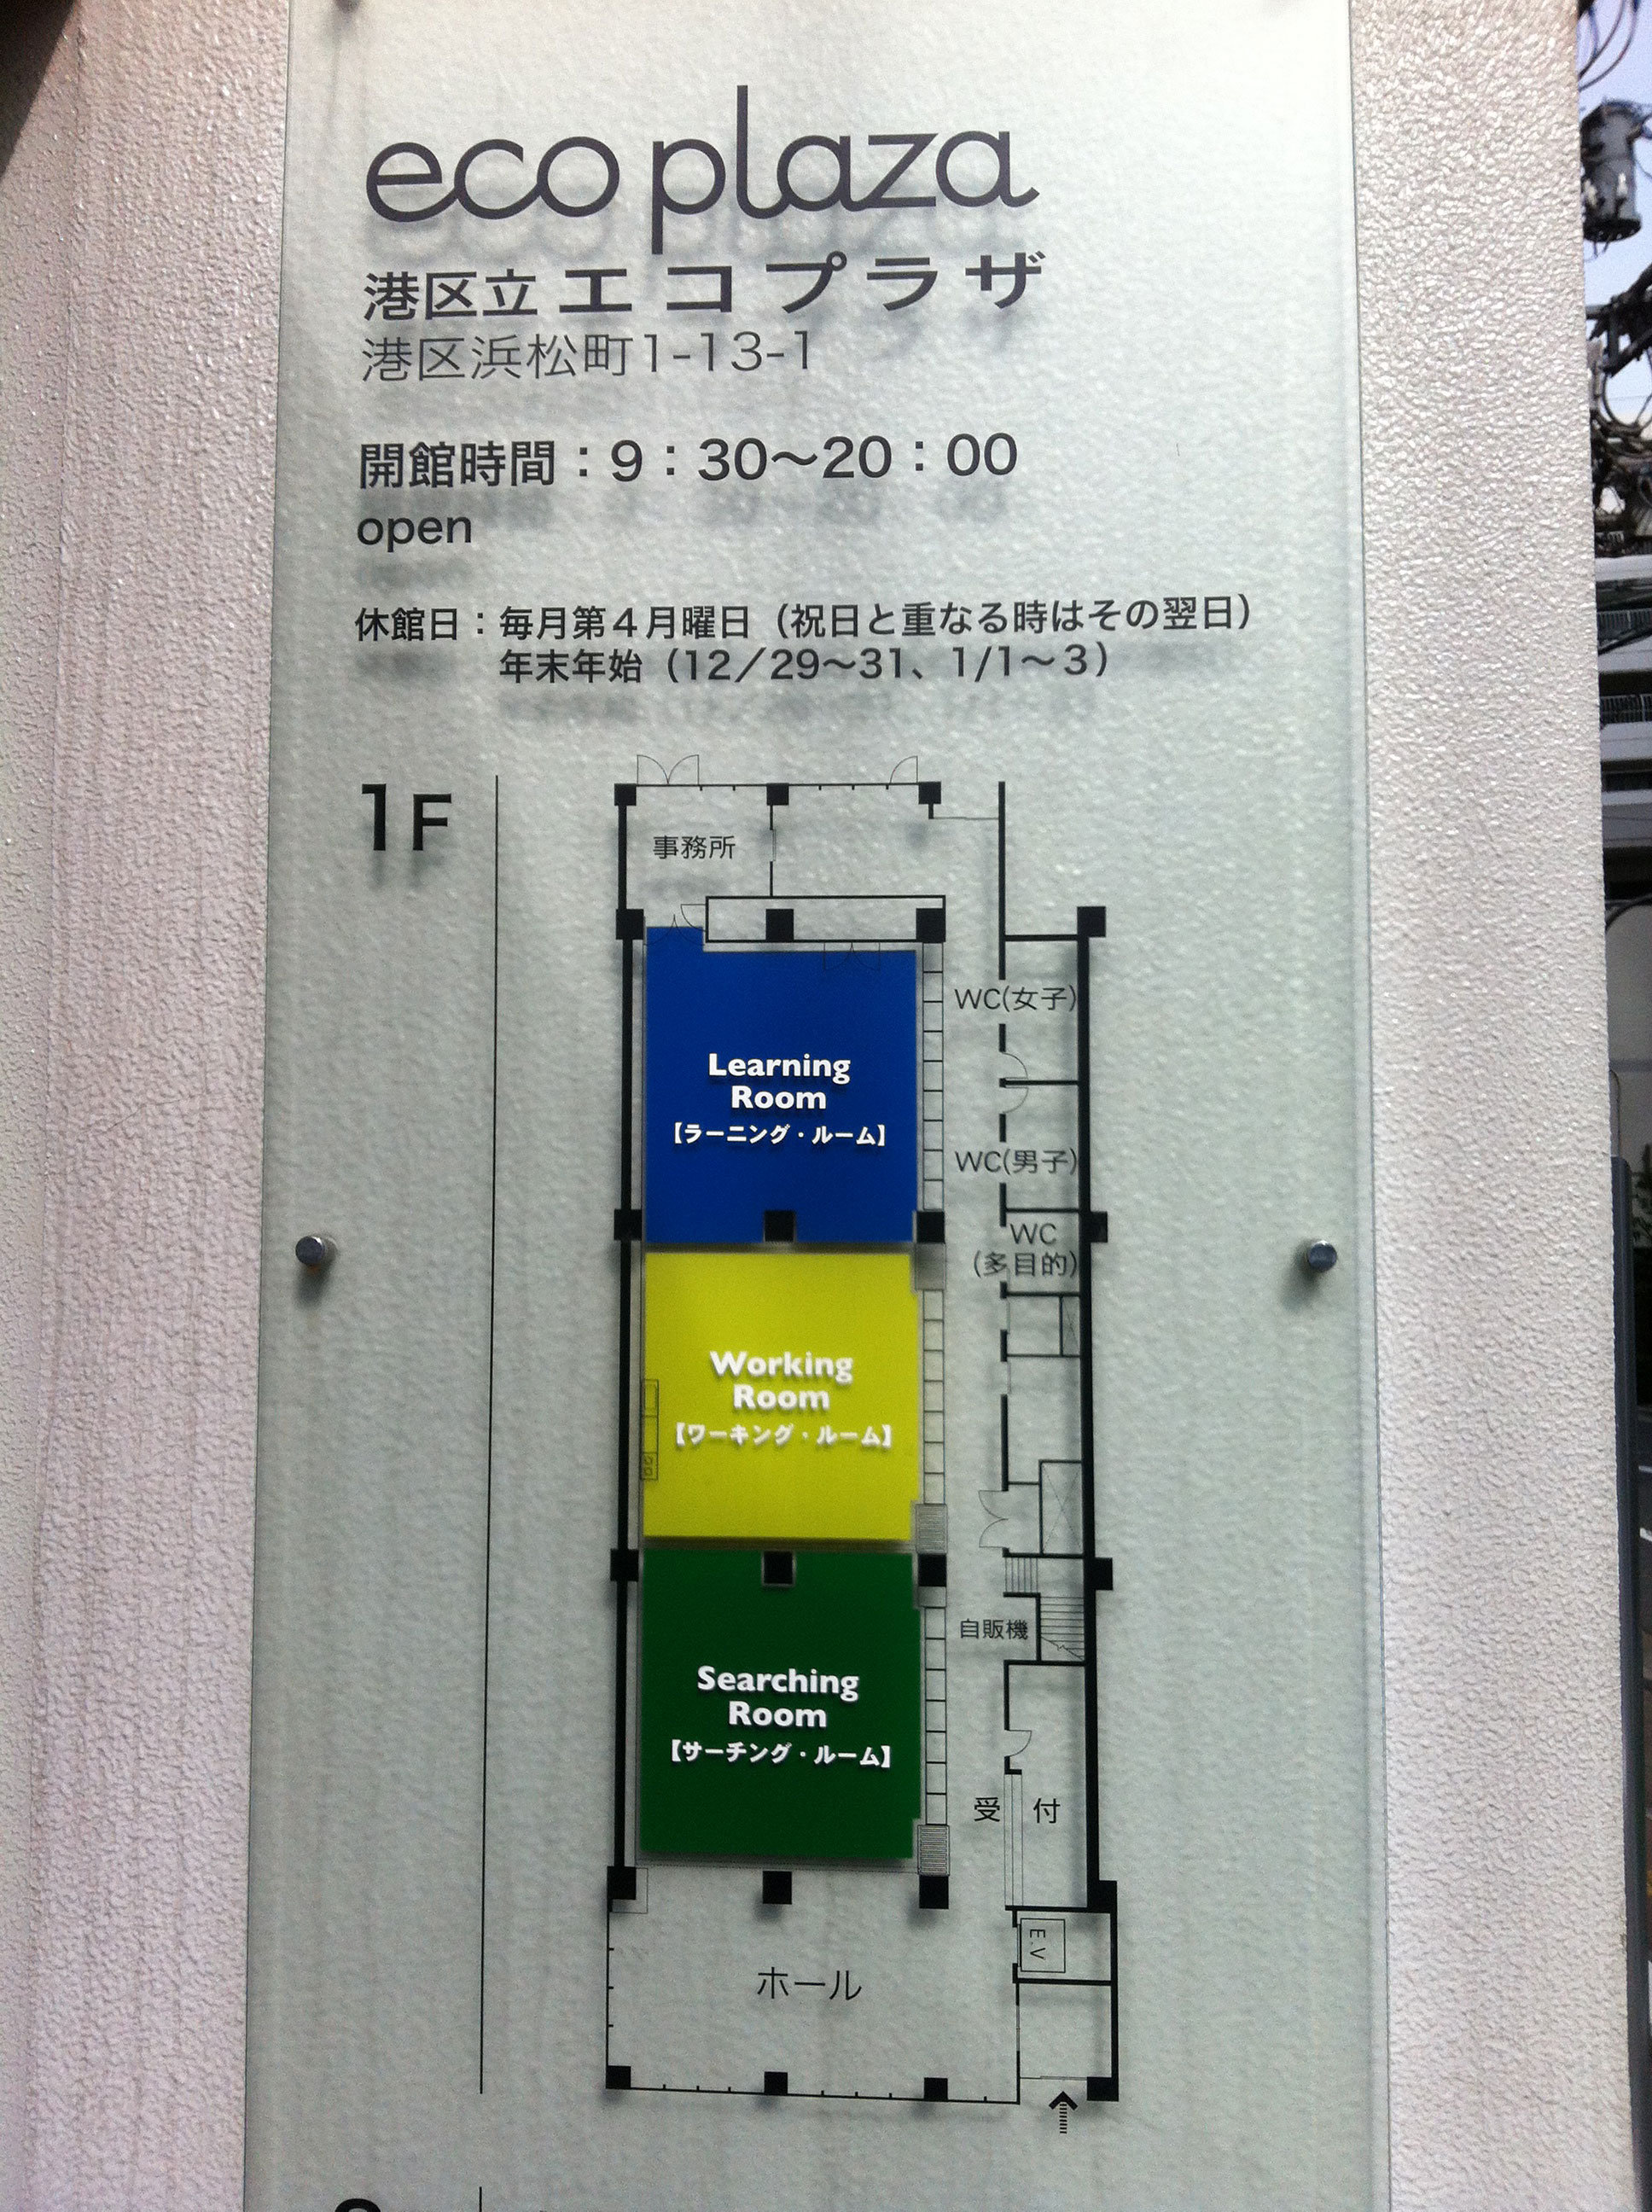 eco plaza
港区立エコプラザ
港区浜松町1-13-1
開館時間：9：30〜20：00
open
休館日：毎月第４月曜日（祝日と重なる時はその翌日）
年末年始（12／29〜31、1/1〜３）
1F
事務所
WC(女子)
Learning
Room
【ラーニング・ルーム】
WC(男子)
WC
(多目的)
Working
Room
【ワーキング・ルーム】
自販機
Searching
Room
【サーチング・ルーム】
受付
E.V
ホール